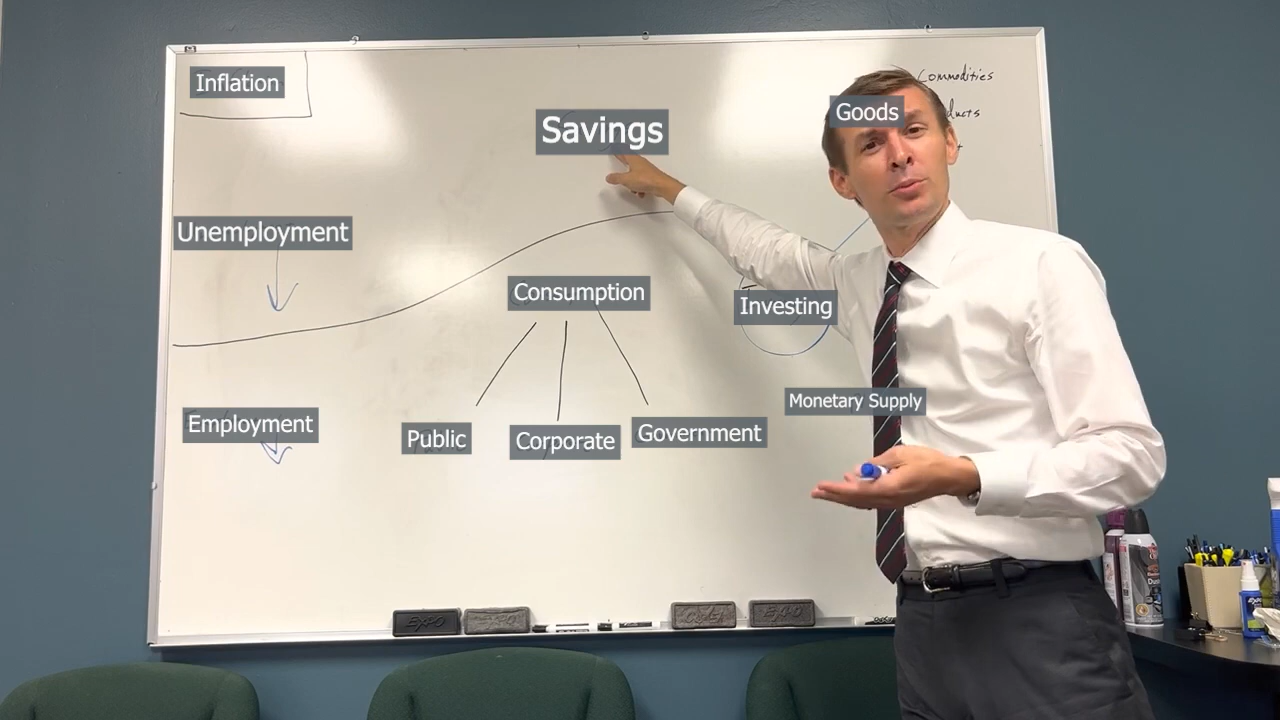 Inflation
Commodities
Savings
Goods
Unemployment
Consumption
Investing
Monetary Supply
Employment
Public
Corporate
Government
EXPO
EXPO